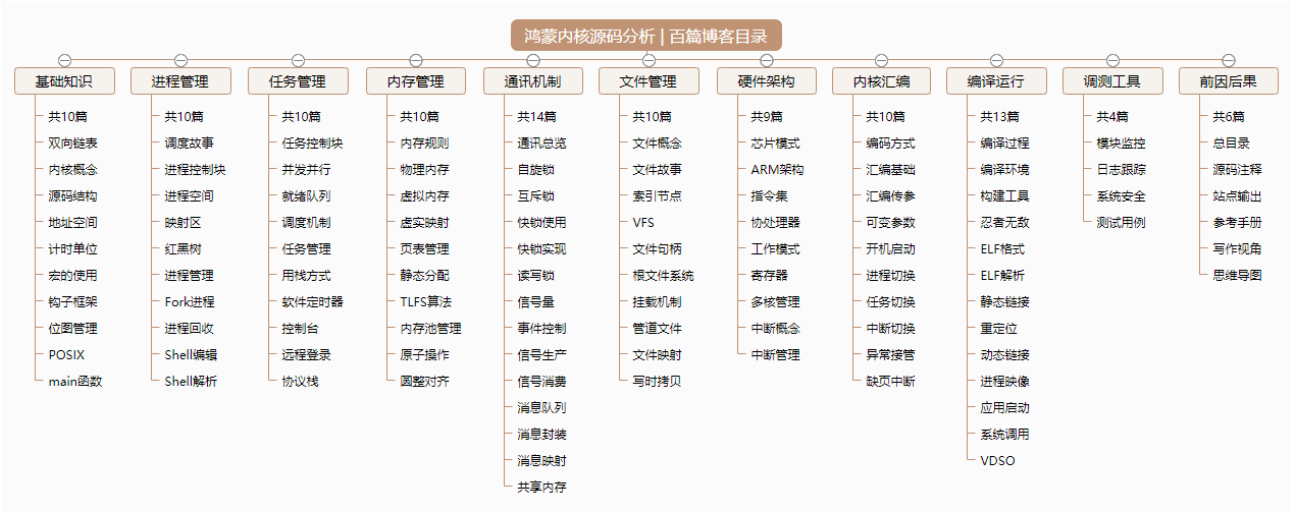 鸿蒙内核源码分析 | 百篇博客目录
基础知识
共10篇
双向链表
内核概念
源码结构
地址空间
计时单位
宏的使用
钩子框架
位图管理
POSIX
main函数
进程管理
共10篇
调度故事
进程控制块
进程空间
映射区
红黑树
进程管理
Fork进程
进程回收
Shell编辑
Shell解析
任务管理
共10篇
任务控制块
并发并行
就绪队列
调度机制
任务管理
用栈方式
软件定时器
控制台
远程登录
协议栈
内存管理
共10篇
内存规则
物理内存
虚拟内存
虚实映射
页表管理
静态分配
TLFS算法
内存池管理
原子操作
圆整对齐
通讯机制
共14篇
通讯总览
自旋锁
互斥锁
快锁使用
快锁实现
读写锁
信号量
事件控制
信号生产
信号消费
消息队列
消息封装
消息映射
共享内存
文件管理
共10篇
文件概念
文件故事
索引节点
VFS
文件句柄
根文件系统
挂载机制
管道文件
文件映射
写时拷贝
硬件架构
共9篇
芯片模式
ARM架构
指令集
协处理器
工作模式
寄存器
多核管理
中断概念
中断管理
内核汇编
共10篇
编码方式
汇编基础
汇编传参
可变参数
开机启动
进程切换
任务切换
中断切换
异常接管
缺页中断
编译运行
共13篇
编译过程
编译环境
构建工具
忍者无敌
ELF格式
ELF解析
静态链接
重定位
动态链接
进程映像
应用启动
系统调用
VDSO
调测工具
共4篇
模块监控
日志跟踪
系统安全
测试用例
前因后果
共6篇
总目录
源码注释
站点输出
参考手册
写作视角
思维导图